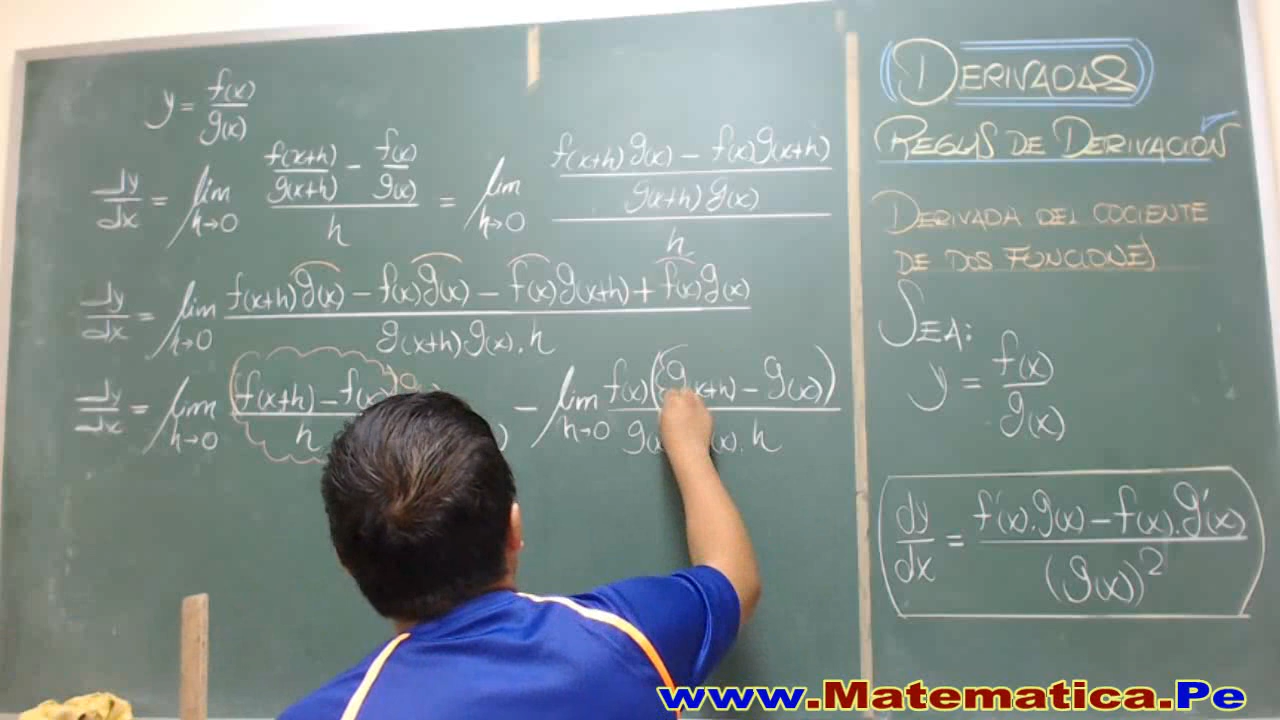 y = f(x)/g(x)
dy/dx = lim h→0 (f(x+h)/g(x+h) − f(x)/g(x))/h = lim h→0 ((f(x+h)g(x) − f(x)g(x+h))/(g(x+h)g(x)))/h
dy/dx = lim h→0 (f(x+h)g(x) − f(x)g(x) − f(x)g(x+h) + f(x)g(x))/(g(x+h).g(x).h)
dy/dx = lim h→0 (f(x+h) − f(x))/h − lim h→0 f(x)(g(x+h) − g(x))/ h
DERIVADAS
REGLAS DE DERIVACIÓN
DERIVADA DEL COCIENTE
DE DOS FUNCIONES
SEA:
y = f(x)/g(x)
dy/dx = (f'(x).g(x) − f(x).g'(x))/(g(x))²
www.Matematica.Pe